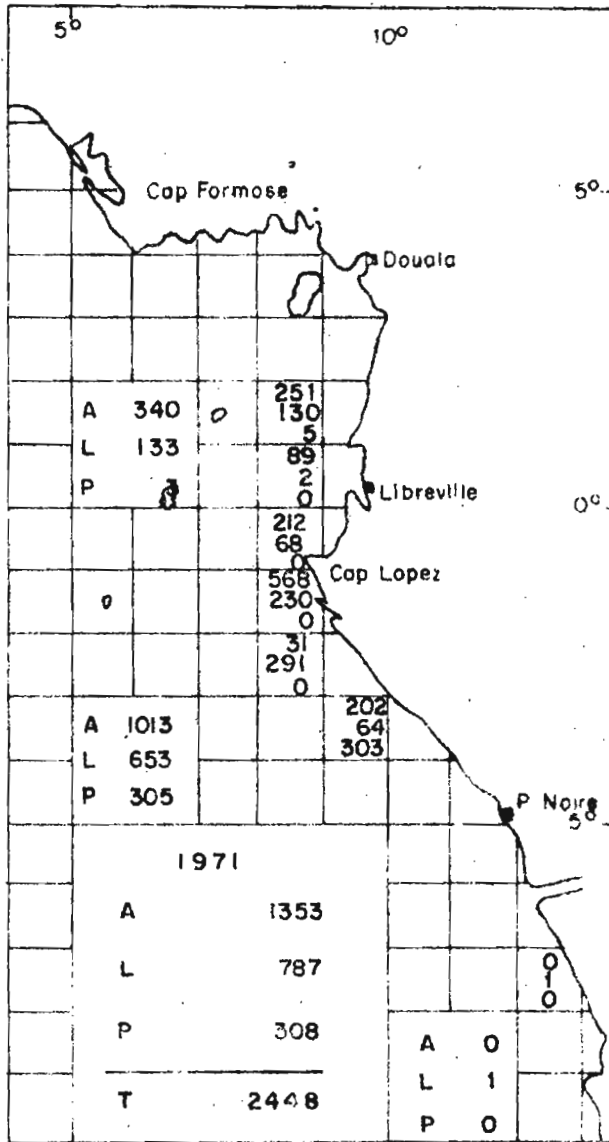 5° 10°
Cap Formose 5°
Douala
251
A 340 130
5
L 133 89
P 2
0 Libreville
0°
212
68
0 Cap Lopez
568
230
0
31
291
0
202
A 1013 64
L 653 303
P 305
P. Noire
5°
1971
A 1353
L 787
0
1
0
P 308
A 0
L 1
T 2448
P 0